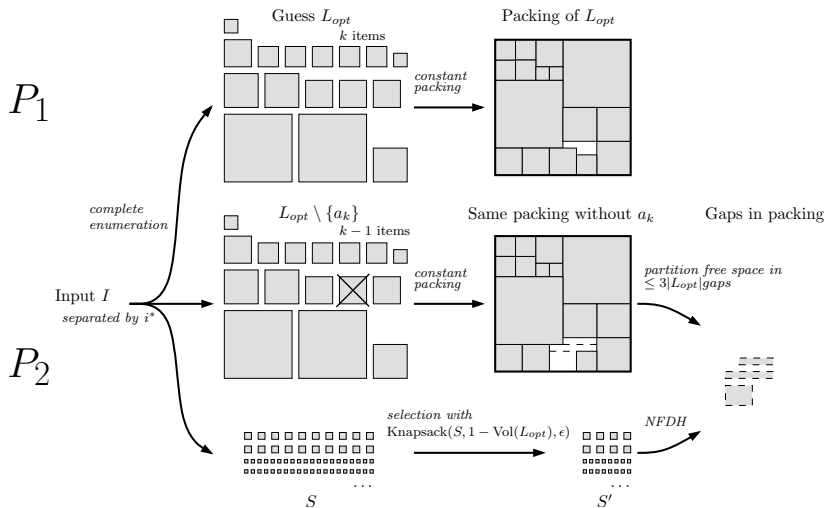 Guess L_opt
k items
Packing of L_opt
constant
packing
P_1
complete
enumeration
L_opt \ {a_k}
k − 1 items
Same packing without a_k
Gaps in packing
constant
packing
partition free space in
≤ 3|L_opt|gaps
Input I
separated by i*
P_2
selection with
Knapsack(S, 1 − Vol(L_opt), ϵ)
NFDH
...
...
S
S′